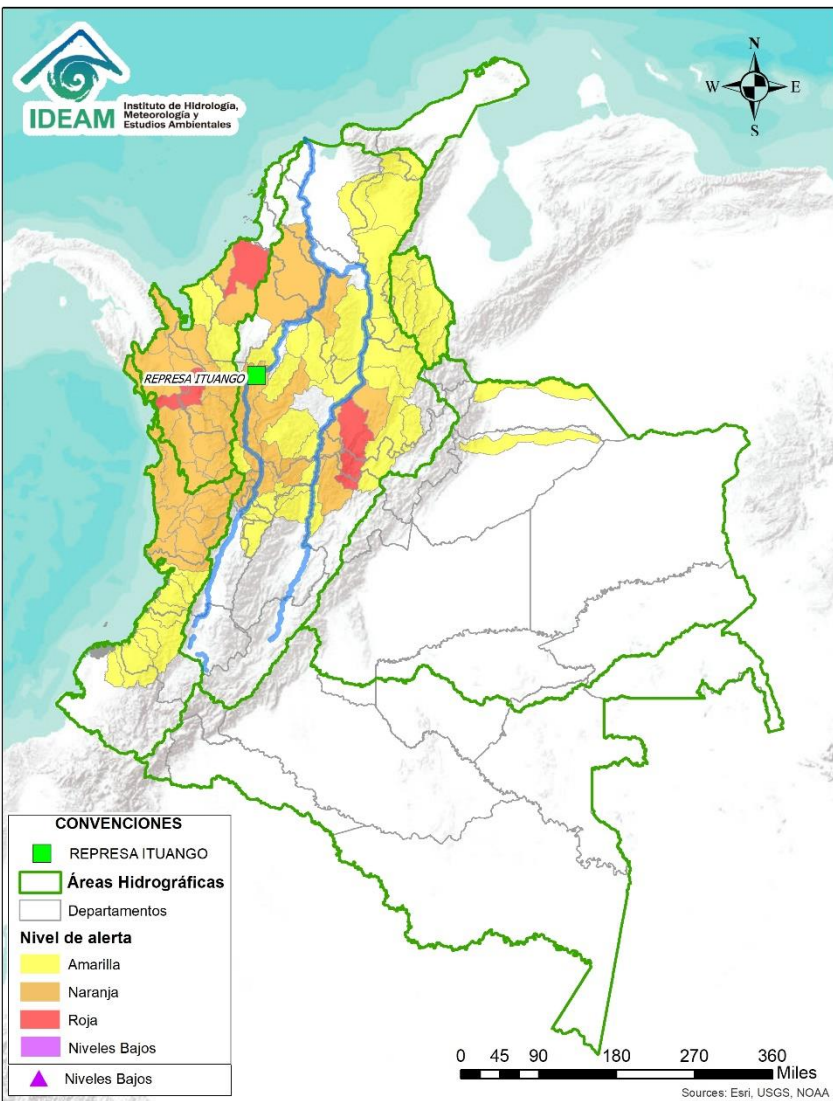 IDEAM
Instituto de Hidrología,
Meteorología y
Estudios Ambientales
N
W
E
S
REPRESA ITUANGO
CONVENCIONES
REPRESA ITUANGO
Áreas Hidrográficas
Departamentos
Nivel de alerta
Amarilla
Naranja
Roja
Niveles Bajos
Niveles Bajos
0 45 90 180 270 360
Miles
Sources: Esri, USGS, NOAA